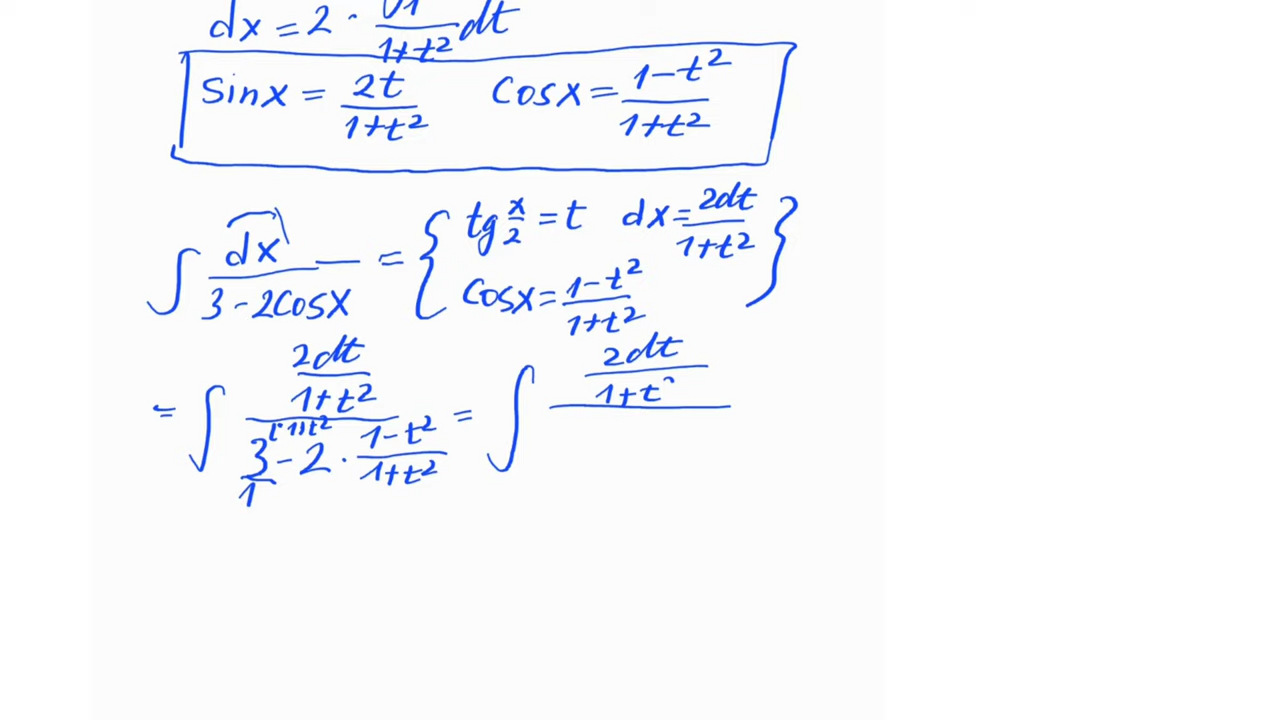 dx = 2 · /1+t² dt
Sinx = 2t/1+t² Cosx = 1-t²/1+t²
∫ dx/3-2Cosx = { tg x/2 = t dx = 2dt/1+t²
Cosx = 1-t²/1+t² }
= ∫ 2dt/1+t² / 3/1 - 2 · 1-t²/1+t² = ∫ 2dt/1+t²